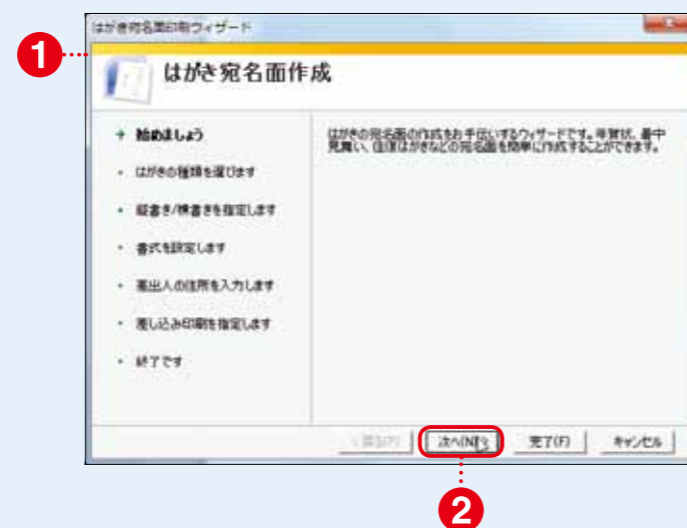 はがき宛名面印刷ウィザード
1
はがき宛名面作成
始めましょう
はがきの種類を選びます
縦書き/横書きを指定します
書式を設定します
差出人の住所を入力します
差し込み印刷を指定します
終了です
はがきの宛名面の作成をお手伝いするウィザードです。年賀状、暑中
見舞い、往復はがきなどの宛名面を簡単に作成することができます。
< 戻る(P)
次へ(N)
完了(F)
キャンセル
2